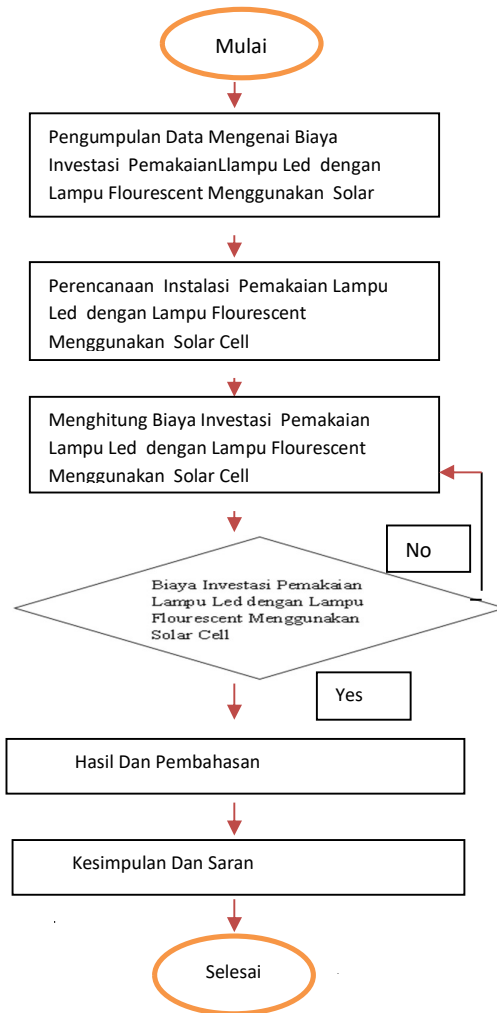 Mulai
Pengumpulan Data Mengenai Biaya
Investasi PemakaianLlampu Led dengan
Lampu Flourescent Menggunakan Solar
Perencanaan Instalasi Pemakaian Lampu
Led dengan Lampu Flourescent
Menggunakan Solar Cell
Menghitung Biaya Investasi Pemakaian
Lampu Led dengan Lampu Flourescent
Menggunakan Solar Cell
No
Biaya Investasi Pemakaian
Lampu Led dengan Lampu
Flourescent Menggunakan
Solar Cell
Yes
Hasil Dan Pembahasan
Kesimpulan Dan Saran
Selesai